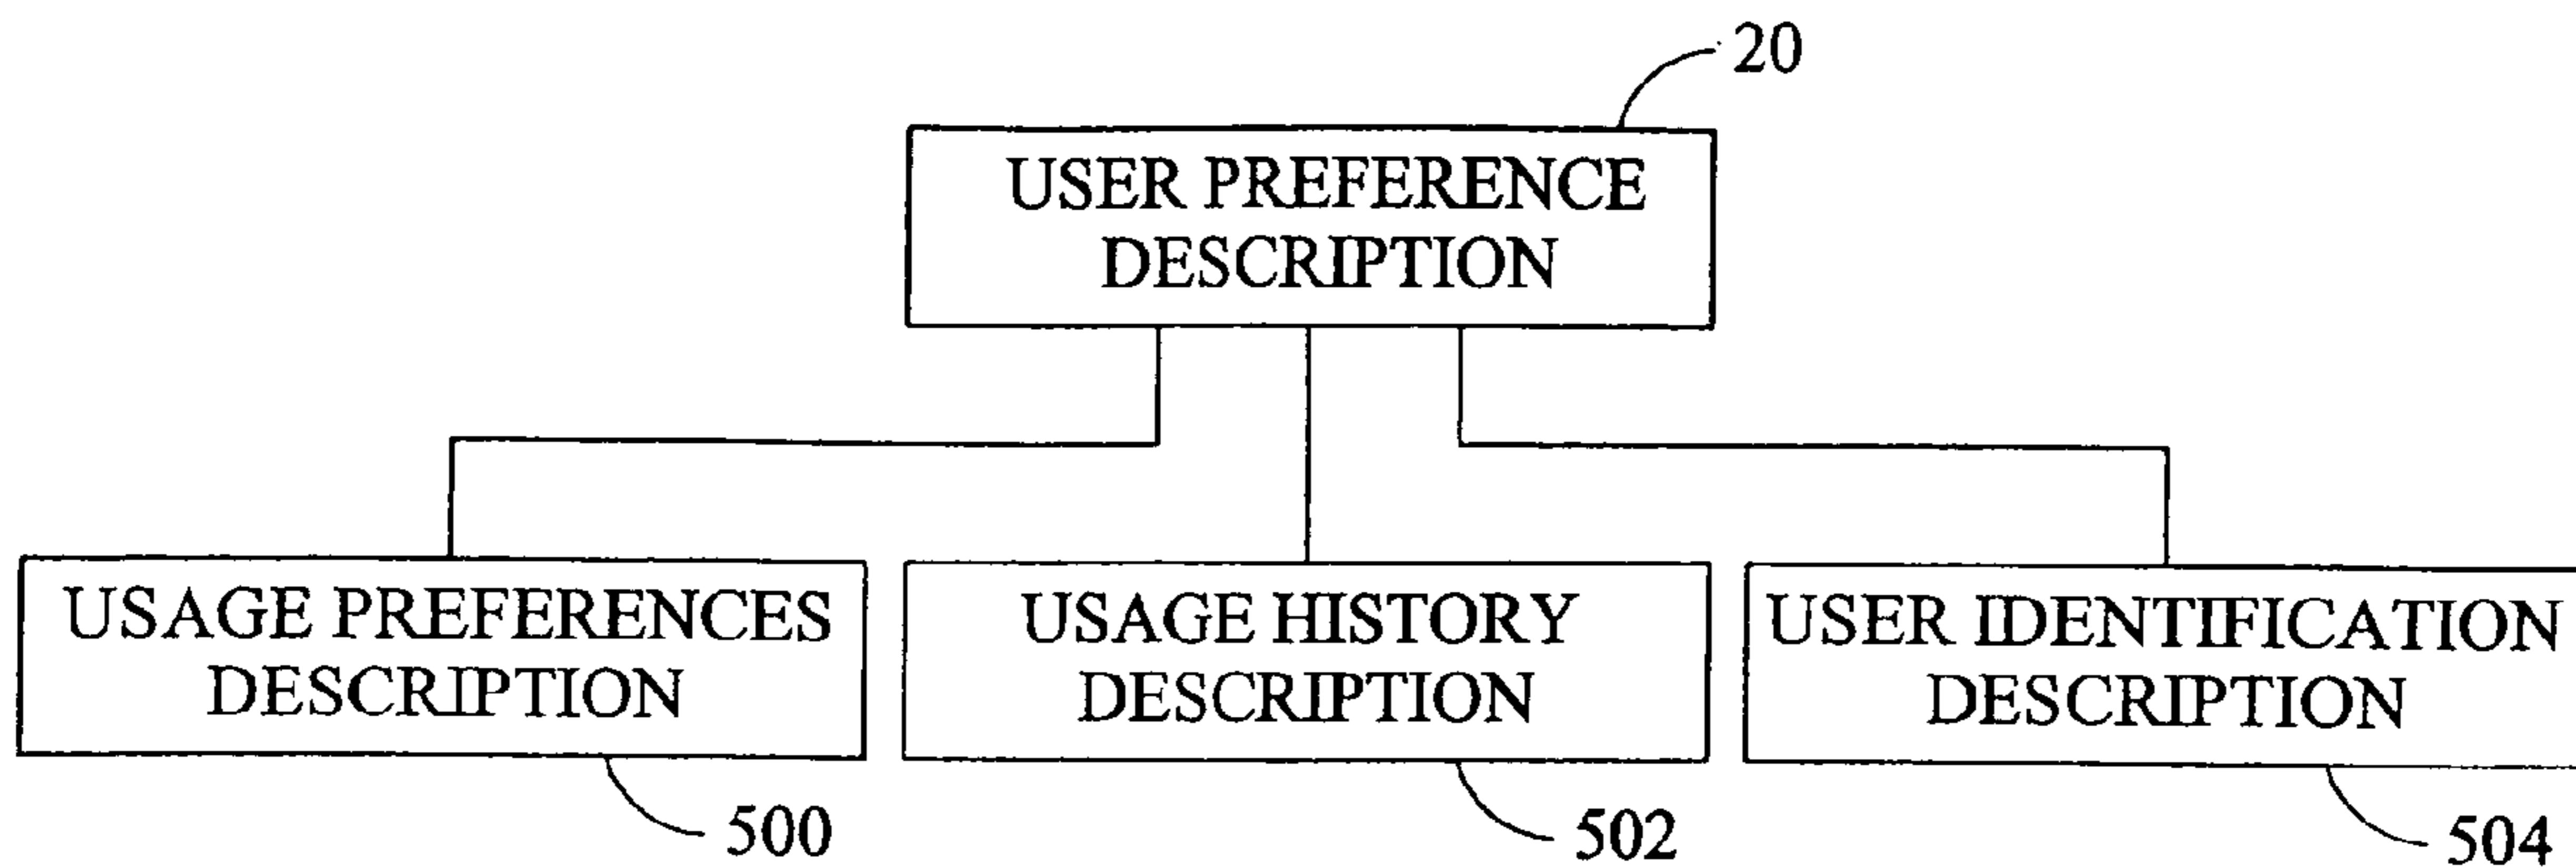 20
USER PREFERENCE
DESCRIPTION
USAGE PREFERENCES
DESCRIPTION
USAGE HISTORY
DESCRIPTION
USER IDENTIFICATION
DESCRIPTION
500
502
504